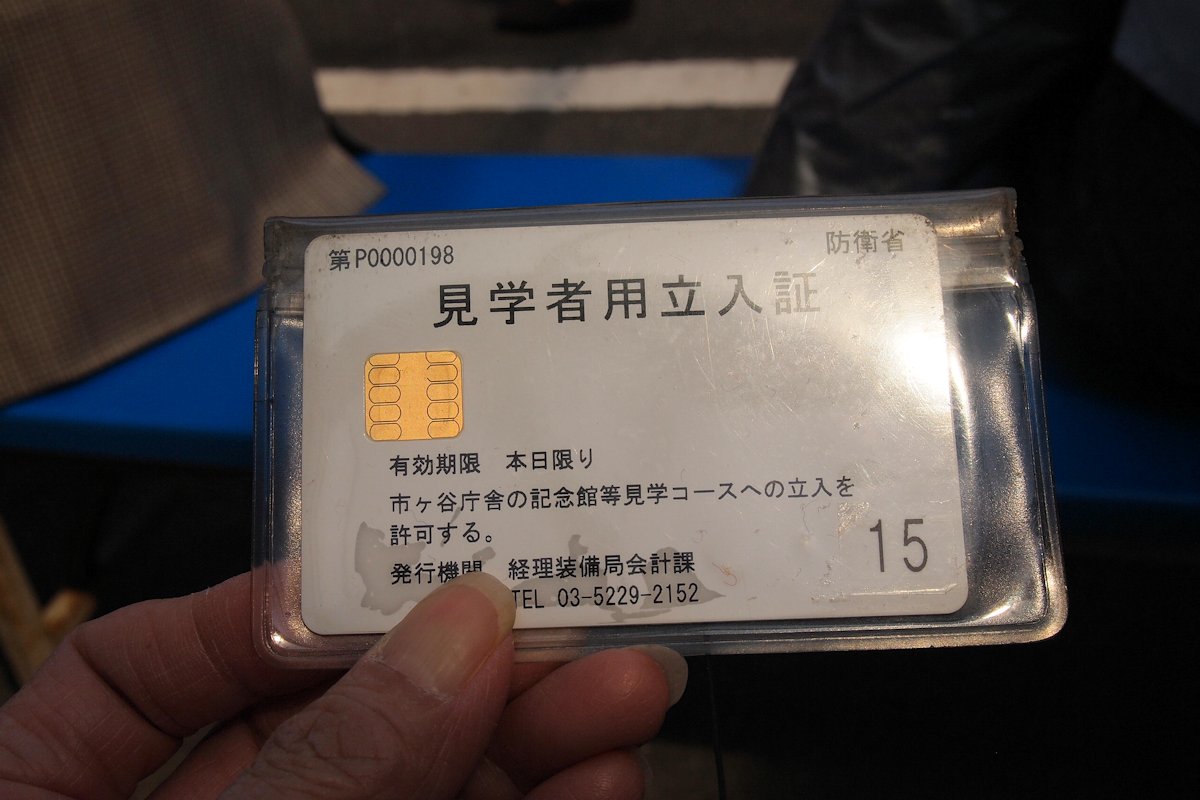 第P0000198
防衛省
見学者用立入証
有効期限 本日限り
市ヶ谷庁舎の記念館等見学コースへの立入を
許可する。
発行機関 経理装備局会計課
TEL 03-5229-2152
15